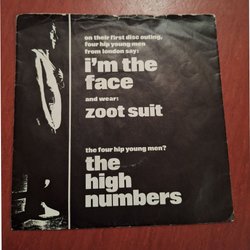 on their first disc outing,
four hip young men
from london say:
i'm the
face
and wear:
zoot suit
the four hip young men?
the
high
numbers